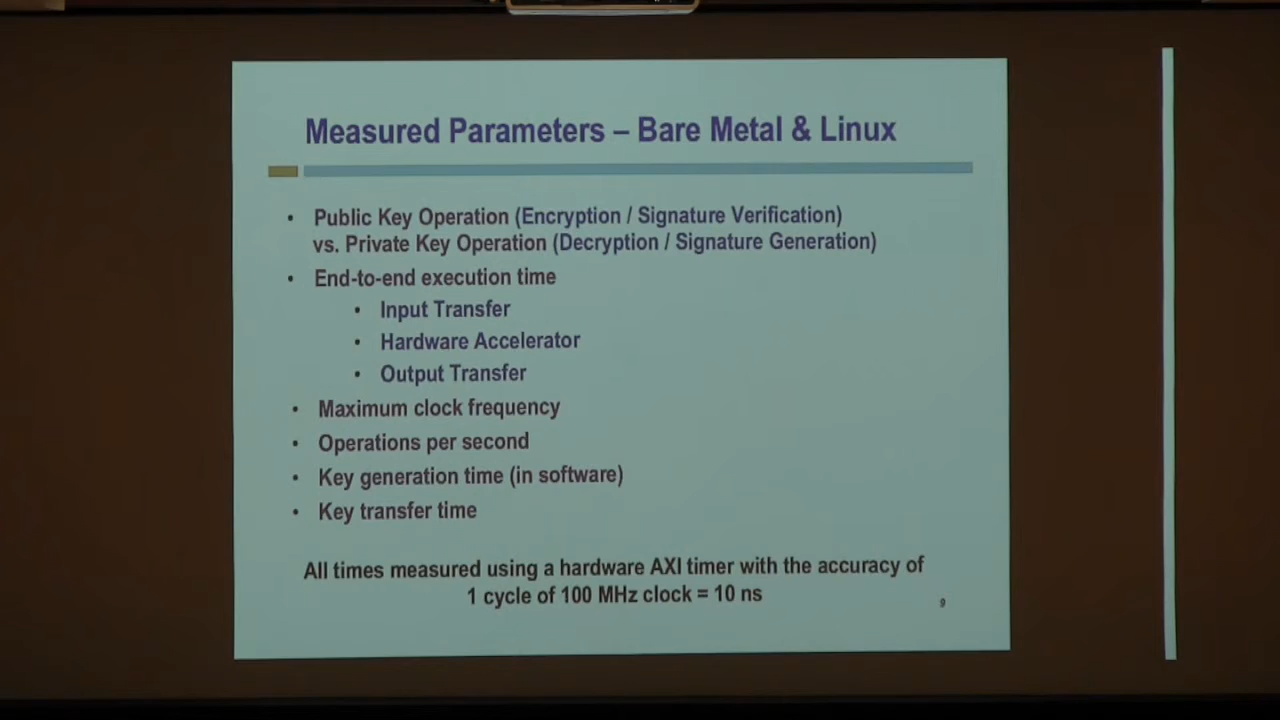 Measured Parameters – Bare Metal & Linux
• Public Key Operation (Encryption / Signature Verification)
vs. Private Key Operation (Decryption / Signature Generation)
• End-to-end execution time
• Input Transfer
• Hardware Accelerator
• Output Transfer
• Maximum clock frequency
• Operations per second
• Key generation time (in software)
• Key transfer time
All times measured using a hardware AXI timer with the accuracy of
1 cycle of 100 MHz clock = 10 ns
9